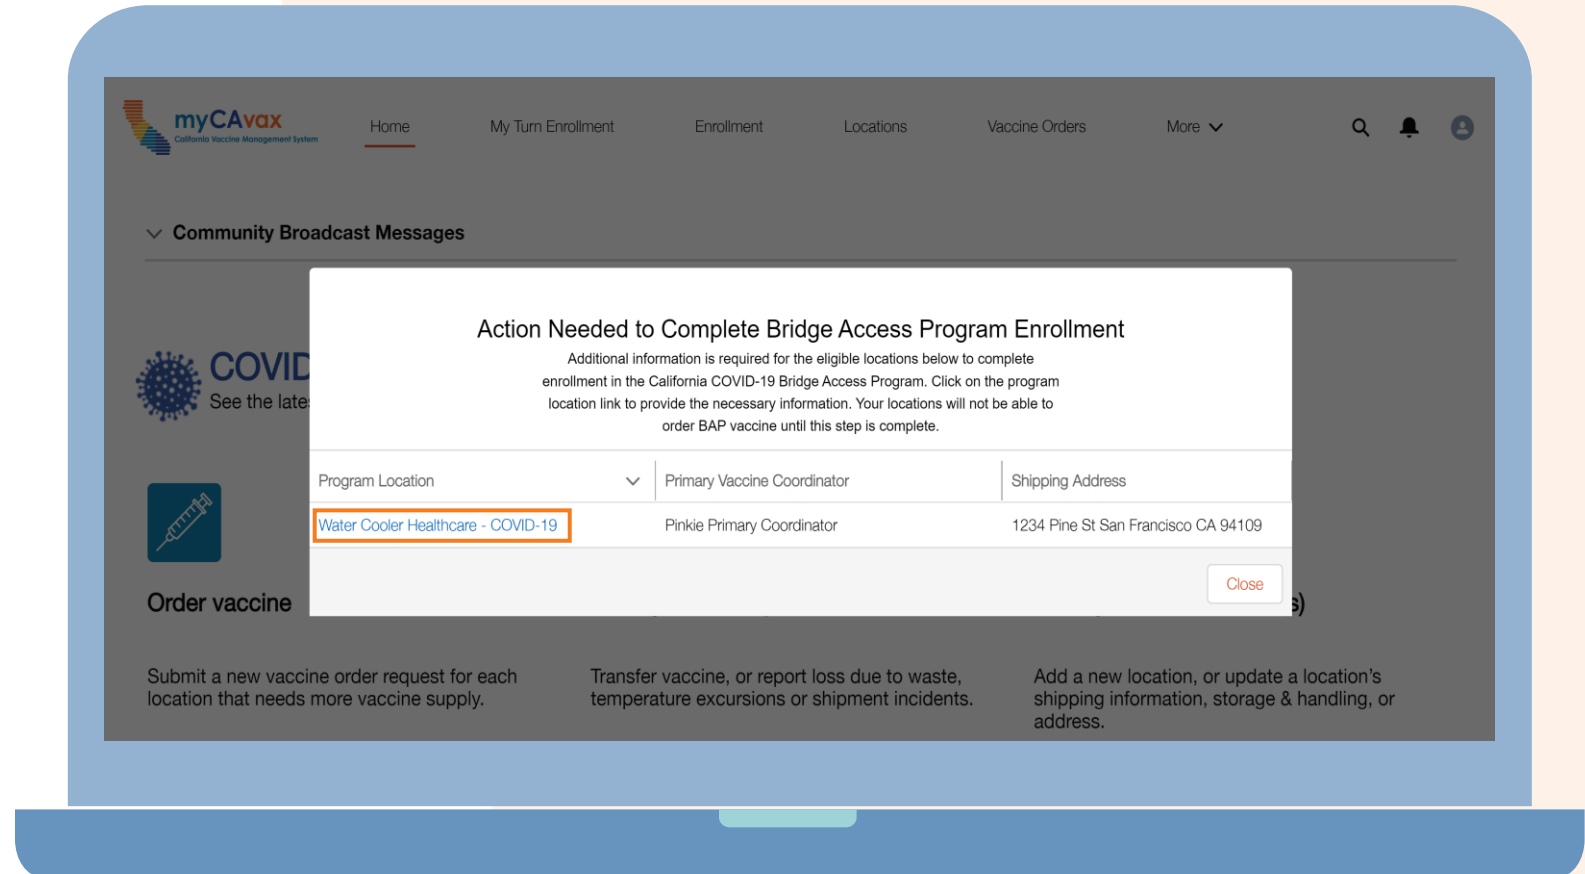 myCAvax
California Vaccine Management System
Home
My Turn Enrollment
Enrollment
Locations
Vaccine Orders
More
Community Broadcast Messages
COVID
See the late
Action Needed to Complete Bridge Access Program Enrollment
Additional information is required for the eligible locations below to complete
enrollment in the California COVID-19 Bridge Access Program. Click on the program
location link to provide the necessary information. Your locations will not be able to
order BAP vaccine until this step is complete.
Program Location
Primary Vaccine Coordinator
Shipping Address
Water Cooler Healthcare - COVID-19
Pinkie Primary Coordinator
1234 Pine St San Francisco CA 94109
Close
Order vaccine
s)
Submit a new vaccine order request for each
location that needs more vaccine supply.
Transfer vaccine, or report loss due to waste,
temperature excursions or shipment incidents.
Add a new location, or update a location's
shipping information, storage & handling, or
address.